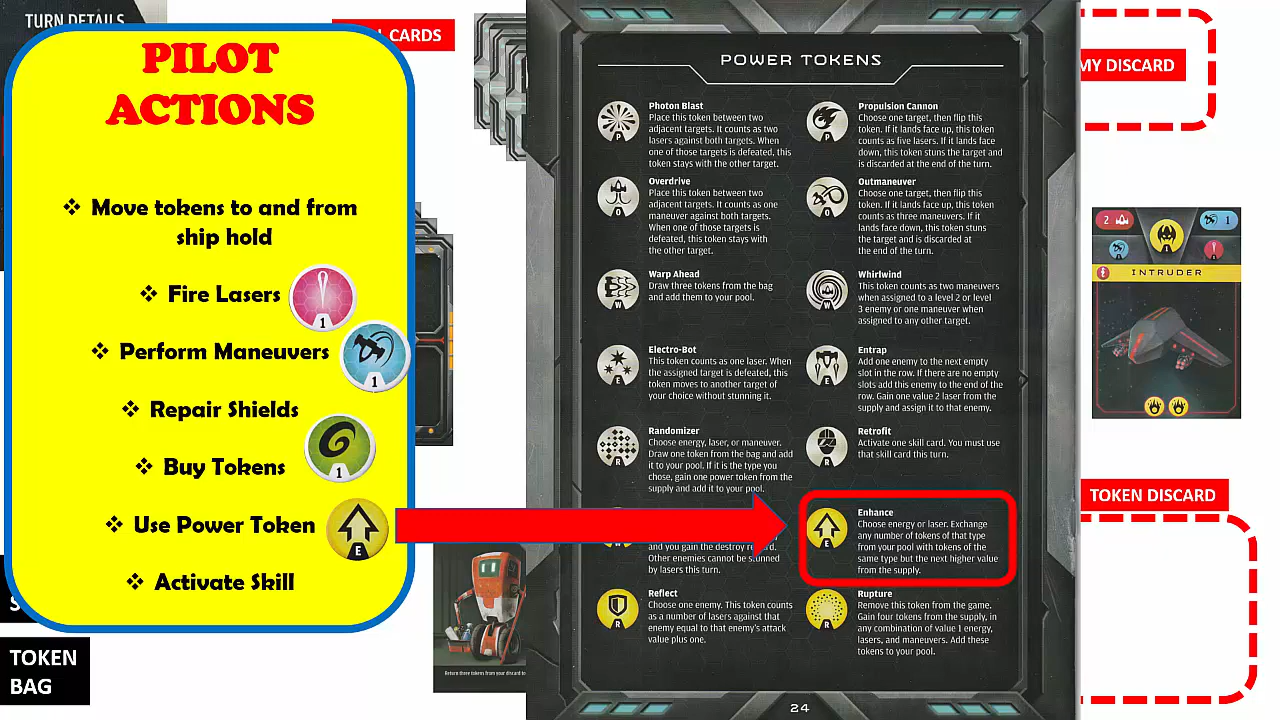 TURN DETAILS
PILOT
ACTIONS
❖ Move tokens to and from
ship hold
❖ Fire Lasers
1
❖ Perform Maneuvers
1
❖ Repair Shields
❖ Buy Tokens
1
❖ Use Power Token
E
❖ Activate Skill
TOKEN
BAG
CARDS
POWER TOKENS
P
Photon Blast
Place this token between two
adjacent targets. It counts as two
lasers against both targets. When
one of those targets is defeated, this
token stays with the other target.
O
Overdrive
Place this token between two
adjacent targets. It counts as one
maneuver against both targets.
When one of those targets is
defeated, this token stays with
the other target.
W
Warp Ahead
Draw three tokens from the bag
and add them to your pool.
E
Electro-Bot
This token counts as one laser. When
the assigned target is defeated, this
token moves to another target of
your choice without stunning it.
R
Randomizer
Choose energy, laser, or maneuver.
Draw one token from the bag and add
it to your pool. If it is the type you
chose, gain one power token from the
supply and add it to your pool.
and you gain the destroy
Other enemies cannot be stunned
by lasers this turn.
R
Reflect
Choose one enemy. This token counts
as a number of lasers against that
enemy equal to that enemy's attack
value plus one.
P
Propulsion Cannon
Choose one target, then flip this
token. If it lands face up, this token
counts as five lasers. If it lands face
down, this token stuns the target and
is discarded at the end of the turn.
O
Outmaneuver
Choose one target, then flip this
token. If it lands face up, this token
counts as three maneuvers. If it
lands face down, this token stuns
the target and is discarded at
the end of the turn.
W
Whirlwind
This token counts as two maneuvers
when assigned to a level 2 or level
3 enemy or one maneuver when
assigned to any other target.
E
Entrap
Add one enemy to the next empty
slot in the row. If there are no empty
slots add this enemy to the end of the
row. Gain one value 2 laser from the
supply and assign it to that enemy.
R
Retrofit
Activate one skill card. You must use
that skill card this turn.
E
Enhance
Choose energy or laser. Exchange
any number of tokens of that type
from your pool with tokens of the
same type but the next higher value
from the supply.
R
Rupture
Remove this token from the game.
Gain four tokens from the supply, in
any combination of value 1 energy,
lasers, and maneuvers. Add these
tokens to your pool.
24
Return three tokens from your discard to
MY DISCARD
2
1
INTRUDER
TOKEN DISCARD